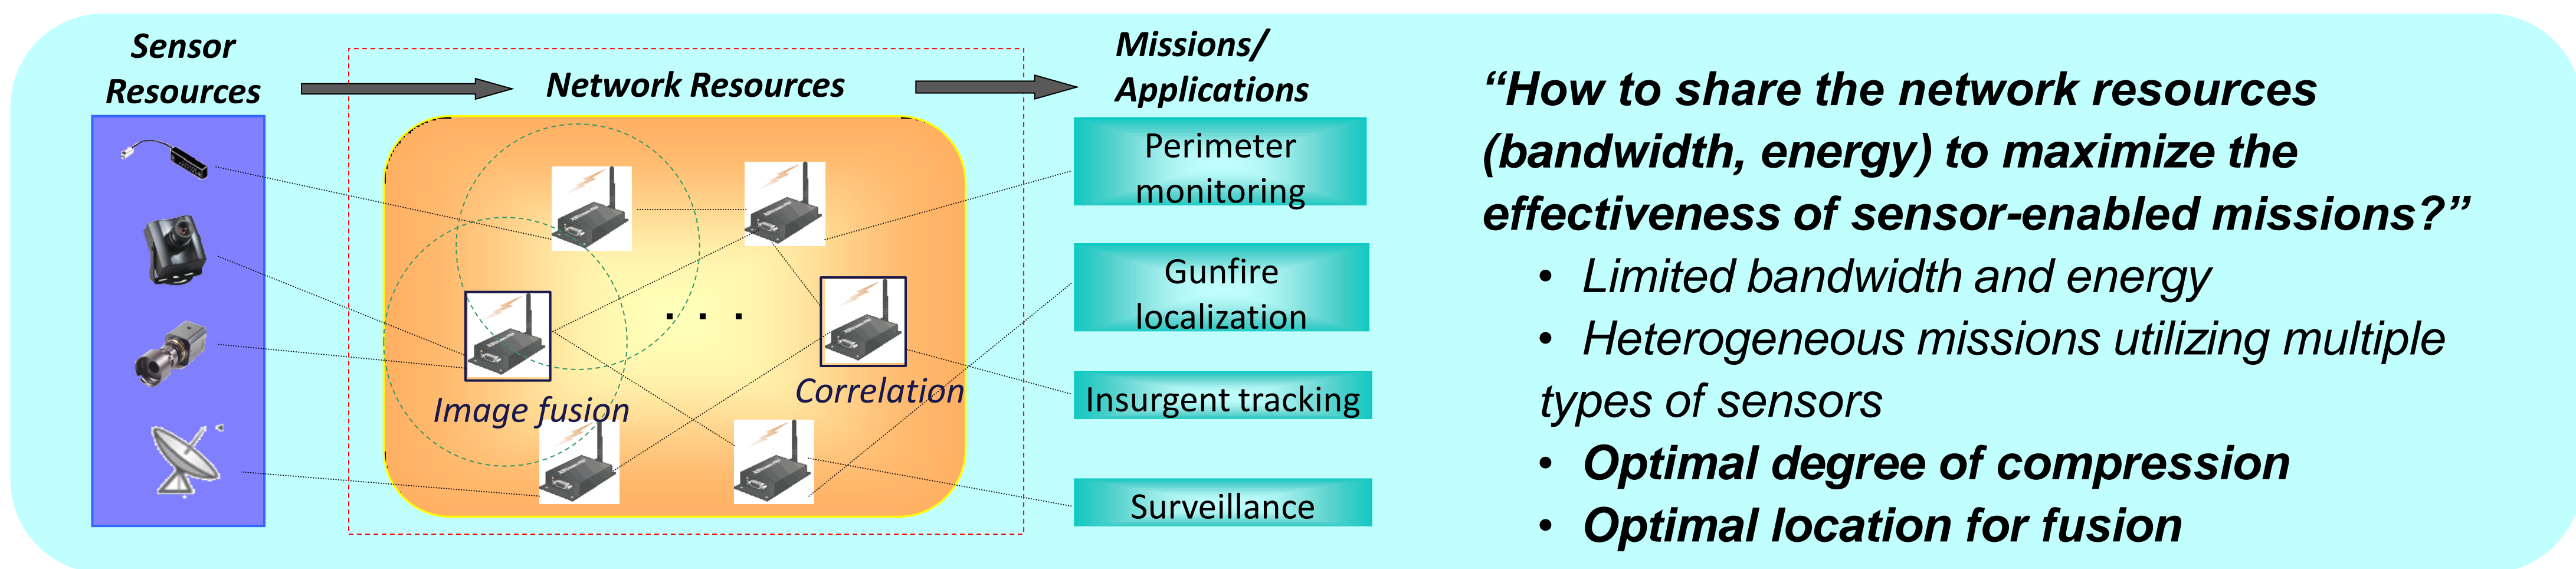 Sensor
Resources
Network Resources
Missions/
Applications
Perimeter
monitoring
Gunfire
localization
Insurgent tracking
Surveillance
Image fusion
Correlation
. . .
“How to share the network resources
(bandwidth, energy) to maximize the
effectiveness of sensor-enabled missions?”
• Limited bandwidth and energy
• Heterogeneous missions utilizing multiple
types of sensors
• Optimal degree of compression
• Optimal location for fusion